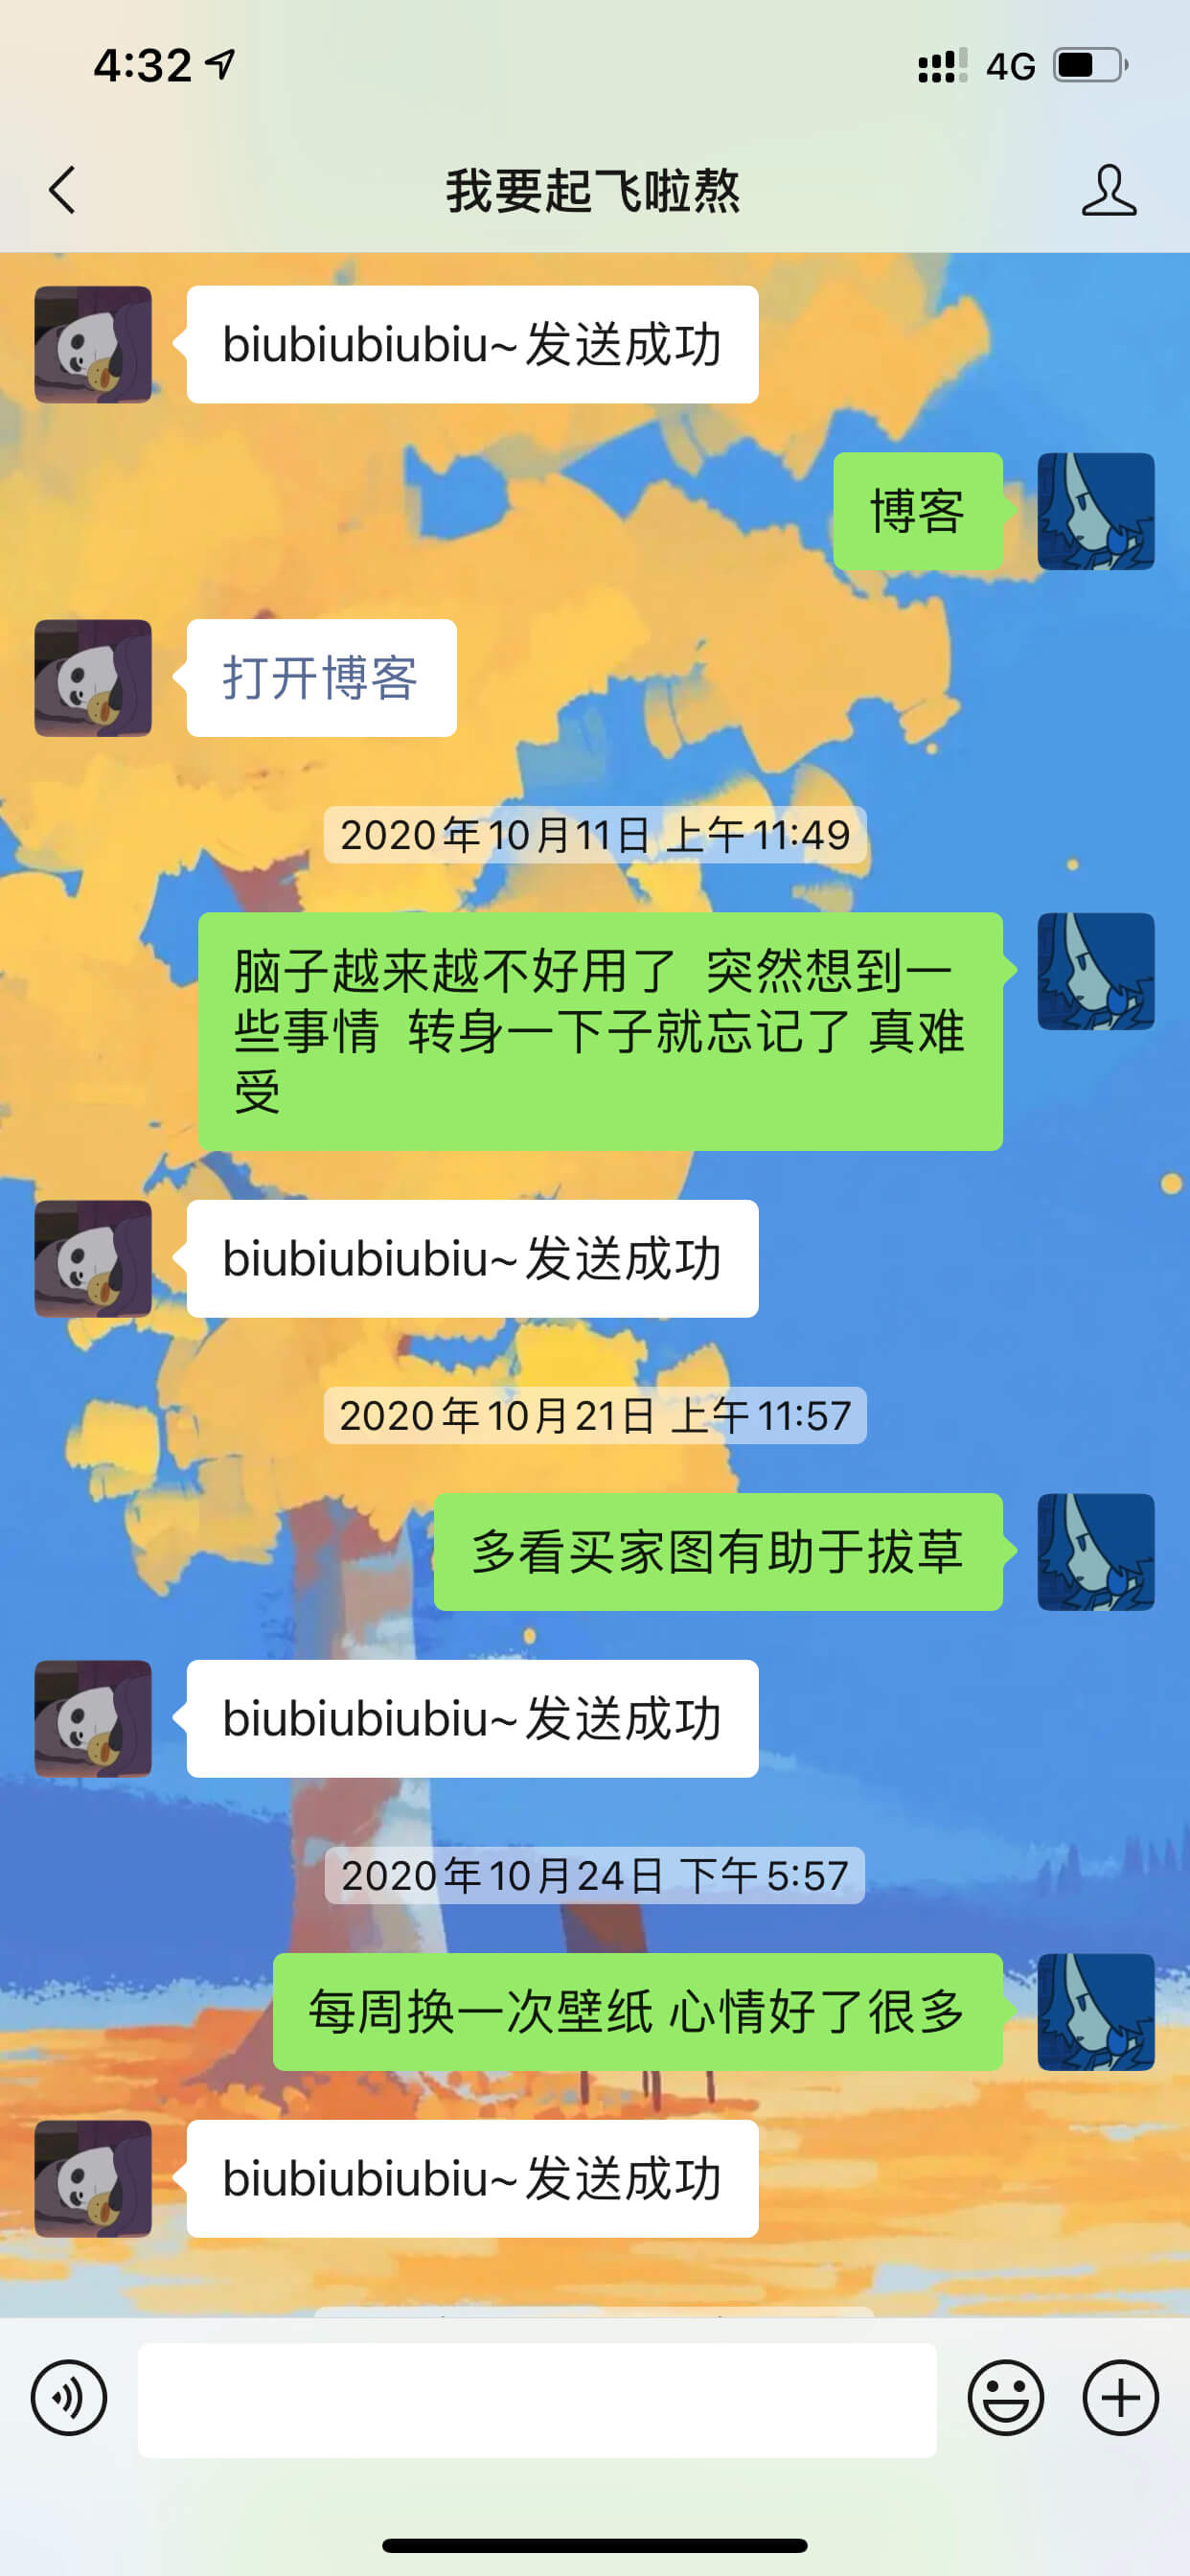 4:32
4G
我要起飞啦熬
biubiubiubiu~发送成功
博客
打开博客
2020年10月11日 上午11:49
脑子越来越不好用了  突然想到一
些事情  转身一下子就忘记了 真难
受
biubiubiubiu~发送成功
2020年10月21日 上午11:57
多看买家图有助于拔草
biubiubiubiu~发送成功
2020年10月24日 下午5:57
每周换一次壁纸 心情好了很多
biubiubiubiu~发送成功